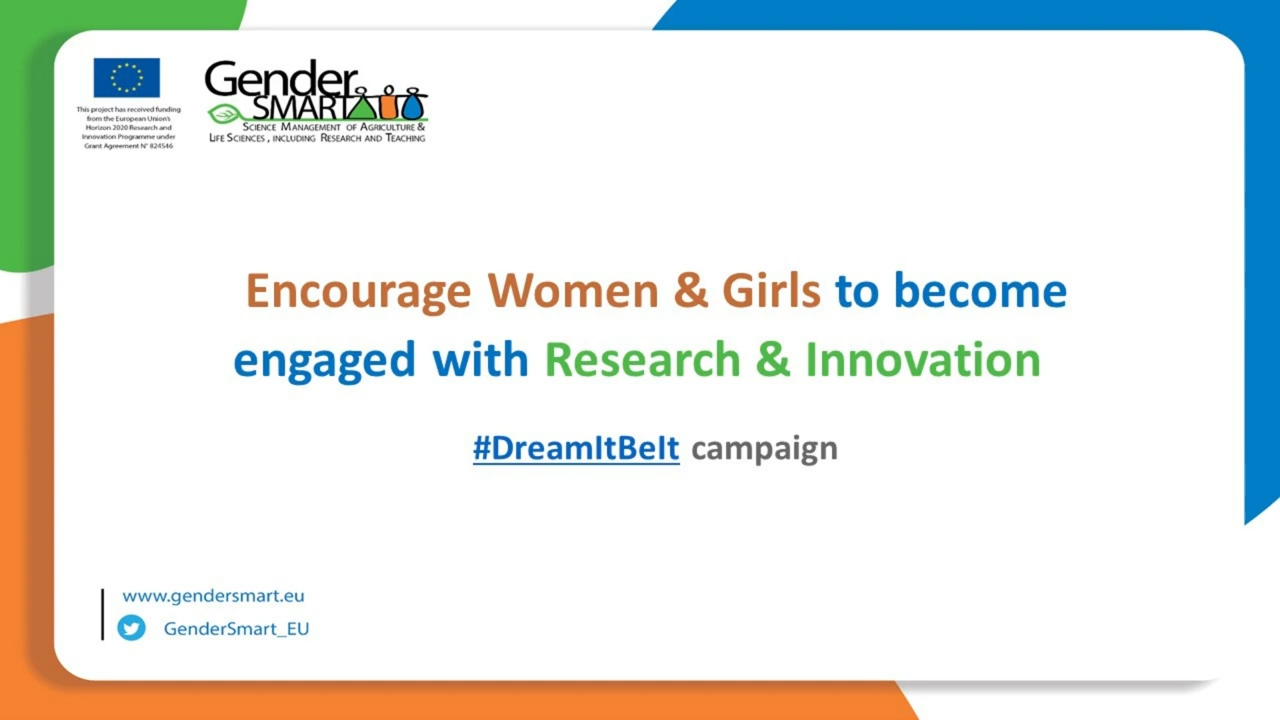 This project has received funding
from the European Union's
Horizon 2020 Research and
Innovation Programme under
Grant Agreement N° 824546
Gender
SMART
SCIENCE MANAGEMENT OF AGRICULTURE &
LIFE SCIENCES, INCLUDING RESEARCH AND TEACHING
Encourage Women & Girls to become
engaged with Research & Innovation
#DreamItBeIt campaign
www.gendersmart.eu
GenderSmart_EU